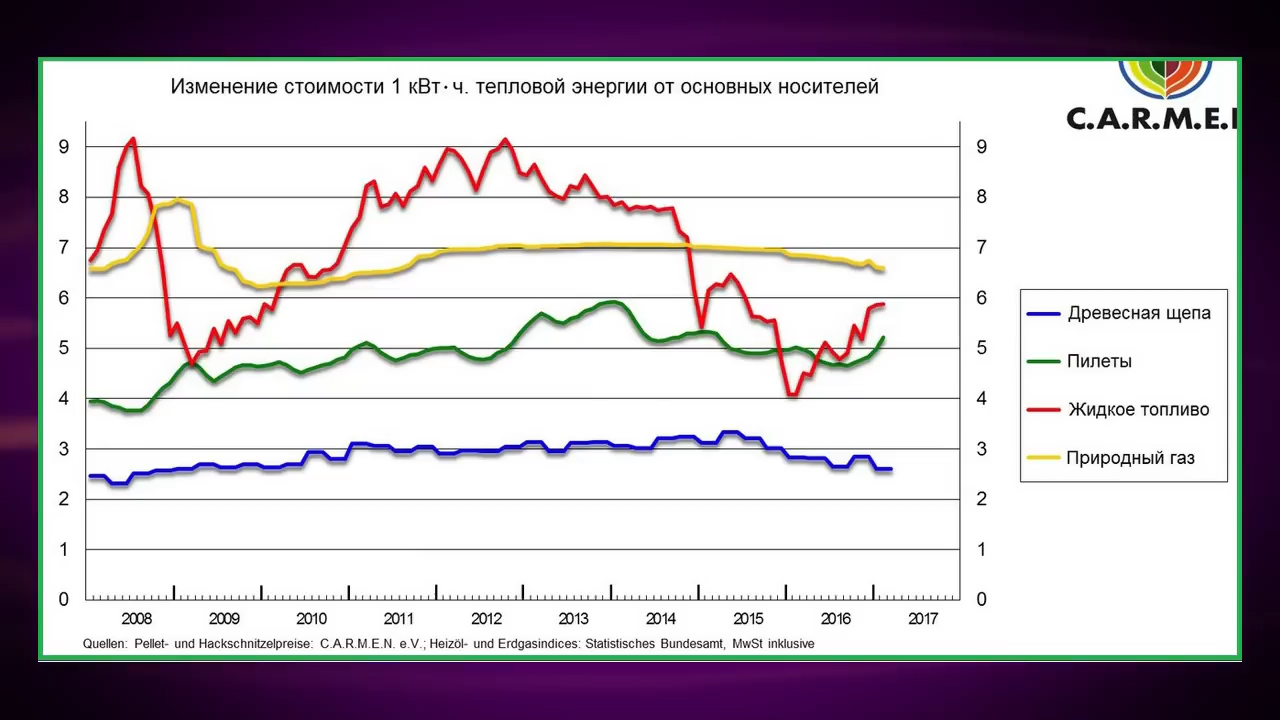 Изменение стоимости 1 кВт·ч. тепловой энергии от основных носителей
C.A.R.M.E.
9 9
8 8
7 7
6 6
5 5
4 4
3 3
2 2
1 1
0 0
Древесная щепа
Пилеты
Жидкое топливо
Природный газ
2008 2009 2010 2011 2012 2013 2014 2015 2016 2017
Quellen: Pellet- und Hackschnitzelpreise: C.A.R.M.E.N. e.V.; Heizöl- und Erdgasindices: Statistisches Bundesamt, MwSt inklusive